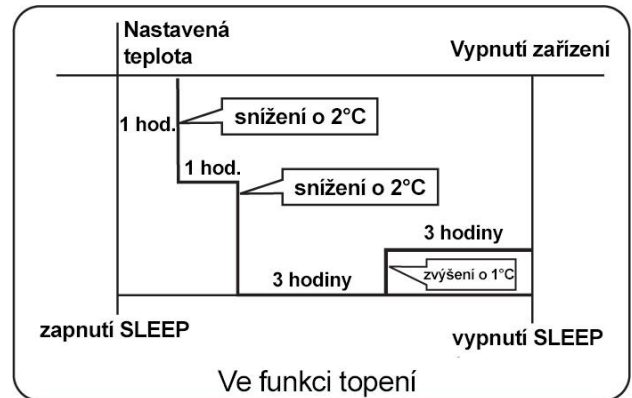 Nastavená
teplota
Vypnutí zařízení
1 hod.
snížení o 2°C
1 hod.
snížení o 2°C
3 hodiny
3 hodiny
zvýšení o 1°C
zapnutí SLEEP
vypnutí SLEEP
Ve funkci topení